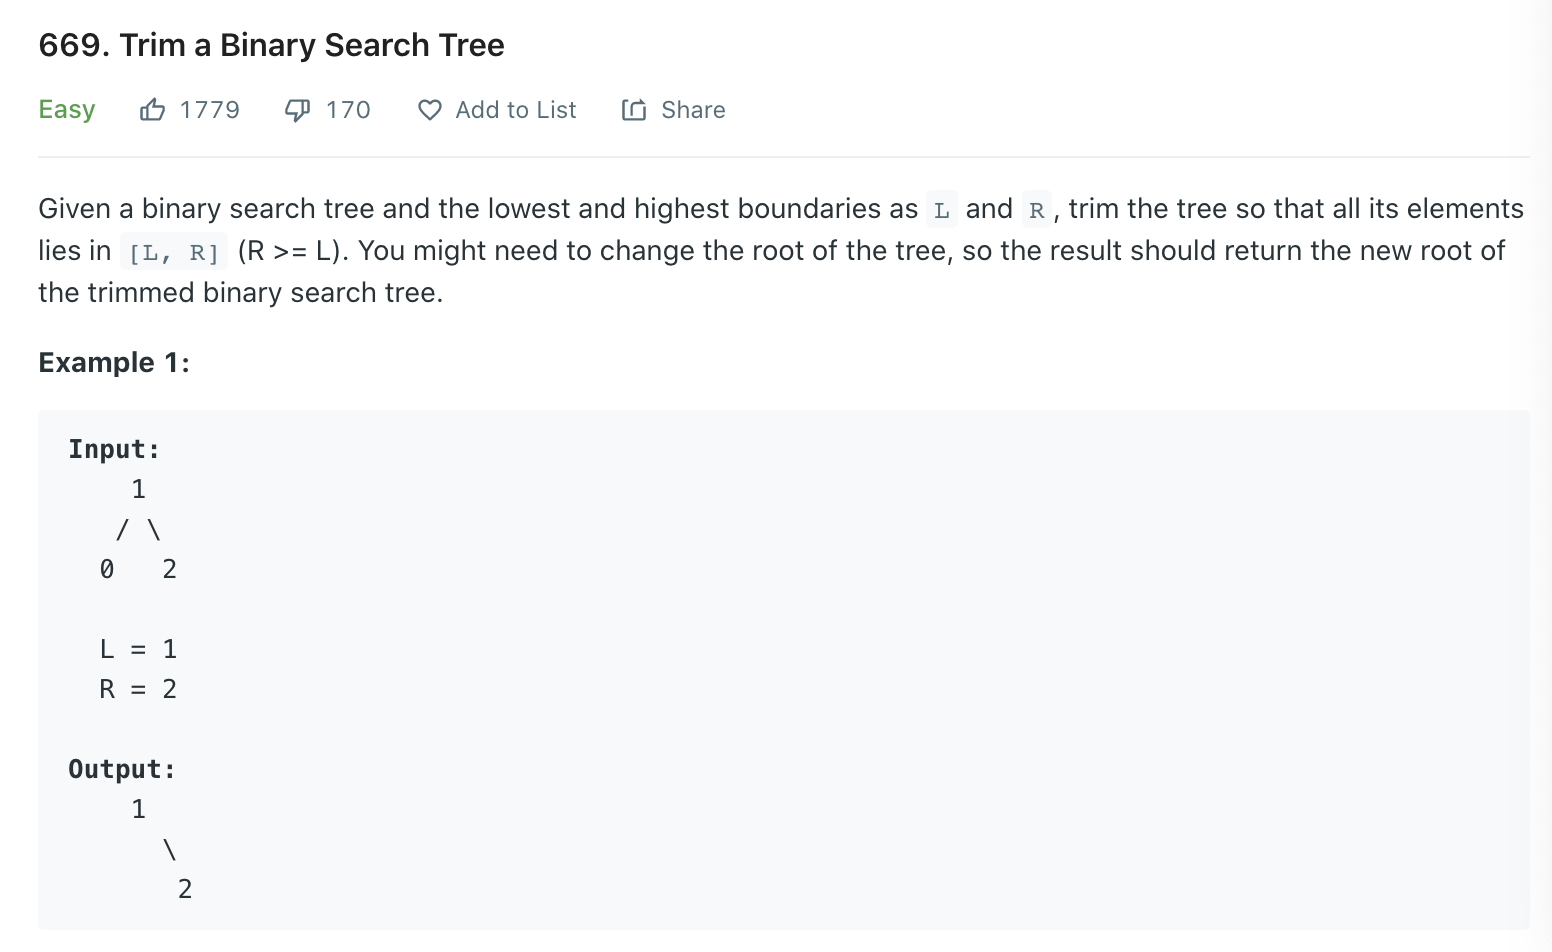 669. Trim a Binary Search Tree
Easy 1779 170 Add to List Share
Given a binary search tree and the lowest and highest boundaries as L and R, trim the tree so that all its elements
lies in [L, R] (R >= L). You might need to change the root of the tree, so the result should return the new root of
the trimmed binary search tree.
Example 1:
Input:
    1
   / \
  0   2

  L = 1
  R = 2

Output:
    1
      \
       2